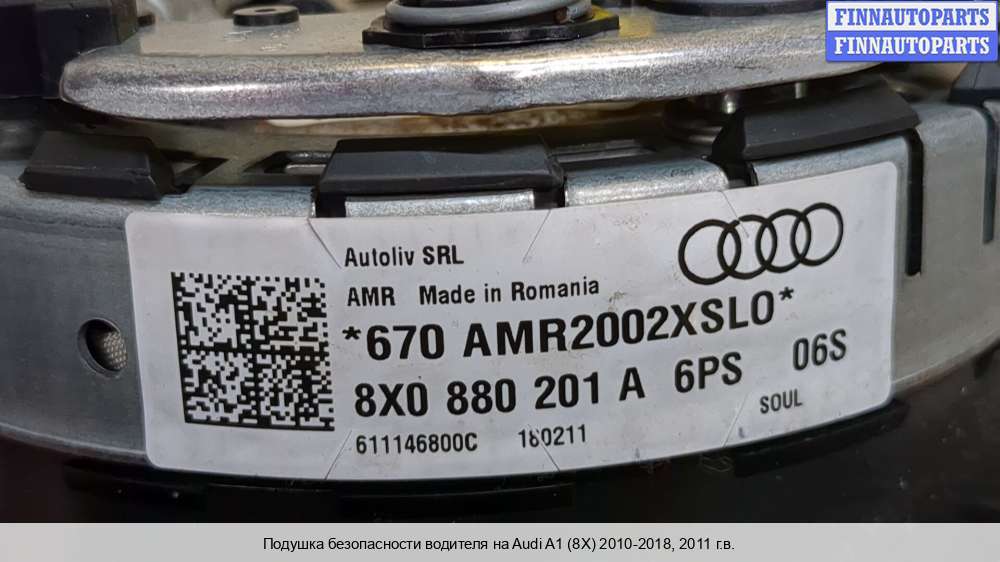 FINNAUTOPARTS
FINNAUTOPARTS
Autoliv SRL
AMR Made in Romania
*670 AMR2002XSL0*
8X0 880 201 A 6PS 06S
611146800C 180211
SOUL
Подушка безопасности водителя на Audi A1 (8X) 2010-2018, 2011 г.в.